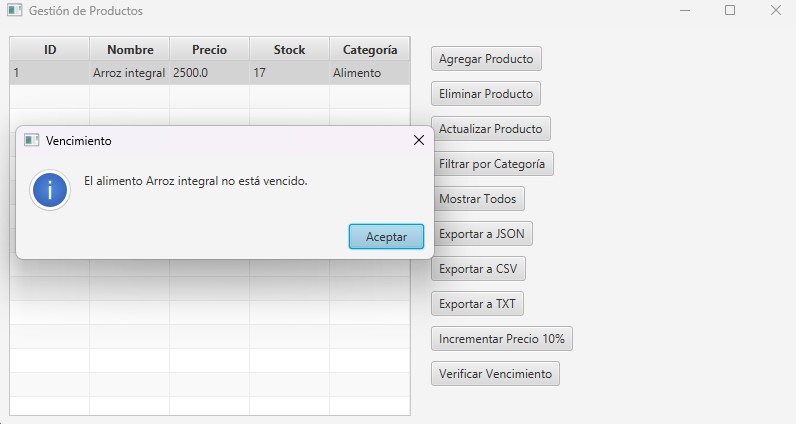 Gestión de Productos
ID Nombre Precio Stock Categoría
1 Arroz integral 2500.0 17 Alimento
Vencimiento
El alimento Arroz integral no está vencido.
Aceptar
Agregar Producto
Eliminar Producto
Actualizar Producto
Filtrar por Categoría
Mostrar Todos
Exportar a JSON
Exportar a CSV
Exportar a TXT
Incrementar Precio 10%
Verificar Vencimiento